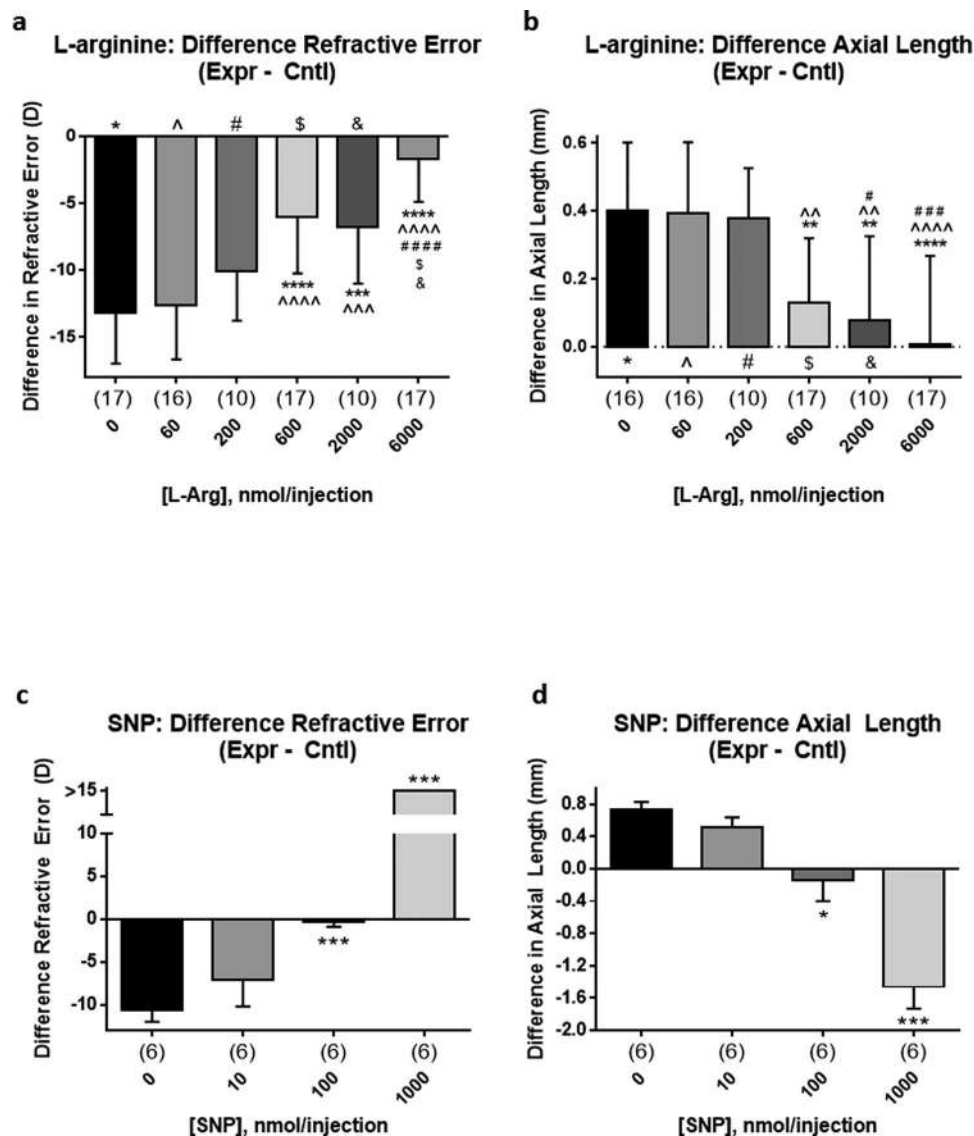 a
L-arginine: Difference Refractive Error
(Expr - Cntl)
Difference in Refractive Error (D)
* ^ # $ &
0
-5
-10
-15
****
^^^^
***
^^^
****
^^^^
####
$
&
(17) (16) (10) (17) (10) (17)
0 60 200 600 2000 6000
[L-Arg], nmol/injection
b
L-arginine: Difference Axial Length
(Expr - Cntl)
Difference in Axial Length (mm)
0.6
0.4
0.2
0.0
^^
**
#
^^
**
###
^^^^
****
* ^ # $ &
(16) (16) (10) (17) (10) (17)
0 60 200 600 2000 6000
[L-Arg], nmol/injection
c
SNP: Difference Refractive Error
(Expr - Cntl)
Difference Refractive Error (D)
>15
10
5
0
-5
-10
***
***
(6) (6) (6) (6)
0 10 100 1000
[SNP], nmol/injection
d
SNP: Difference Axial Length
(Expr - Cntl)
Difference in Axial Length (mm)
0.8
0.4
0.0
-0.4
-0.8
-1.2
-1.6
-2.0
*
***
(6) (6) (6) (6)
0 10 100 1000
[SNP], nmol/injection